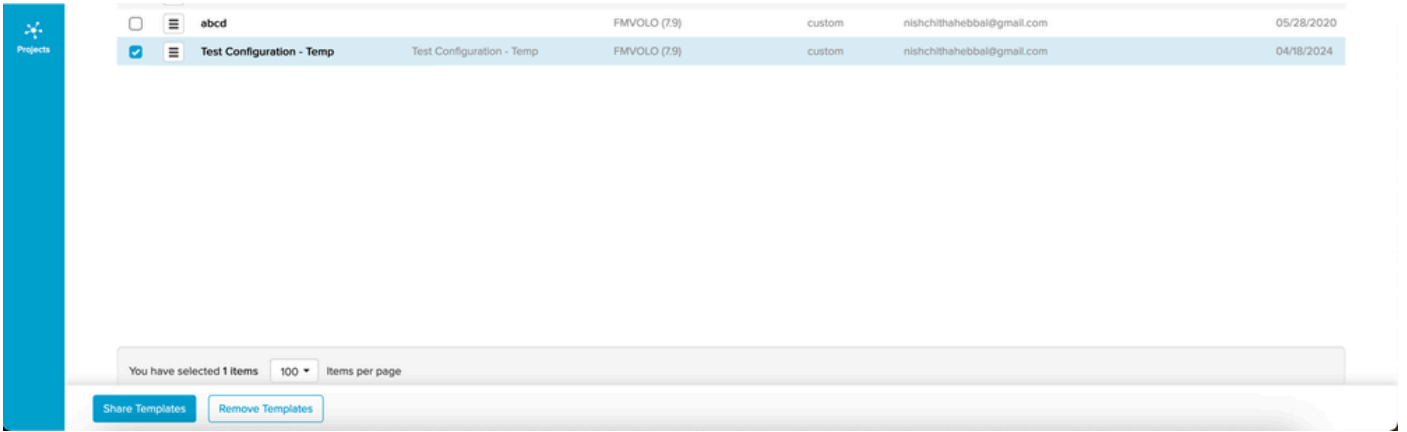 Projects
abcd FMVOLO (7.9) custom nishchithahebbal@gmail.com 05/28/2020
Test Configuration - Temp Test Configuration - Temp FMVOLO (7.9) custom nishchithahebbal@gmail.com 04/18/2024
You have selected 1 items 100 Items per page
Share Templates Remove Templates